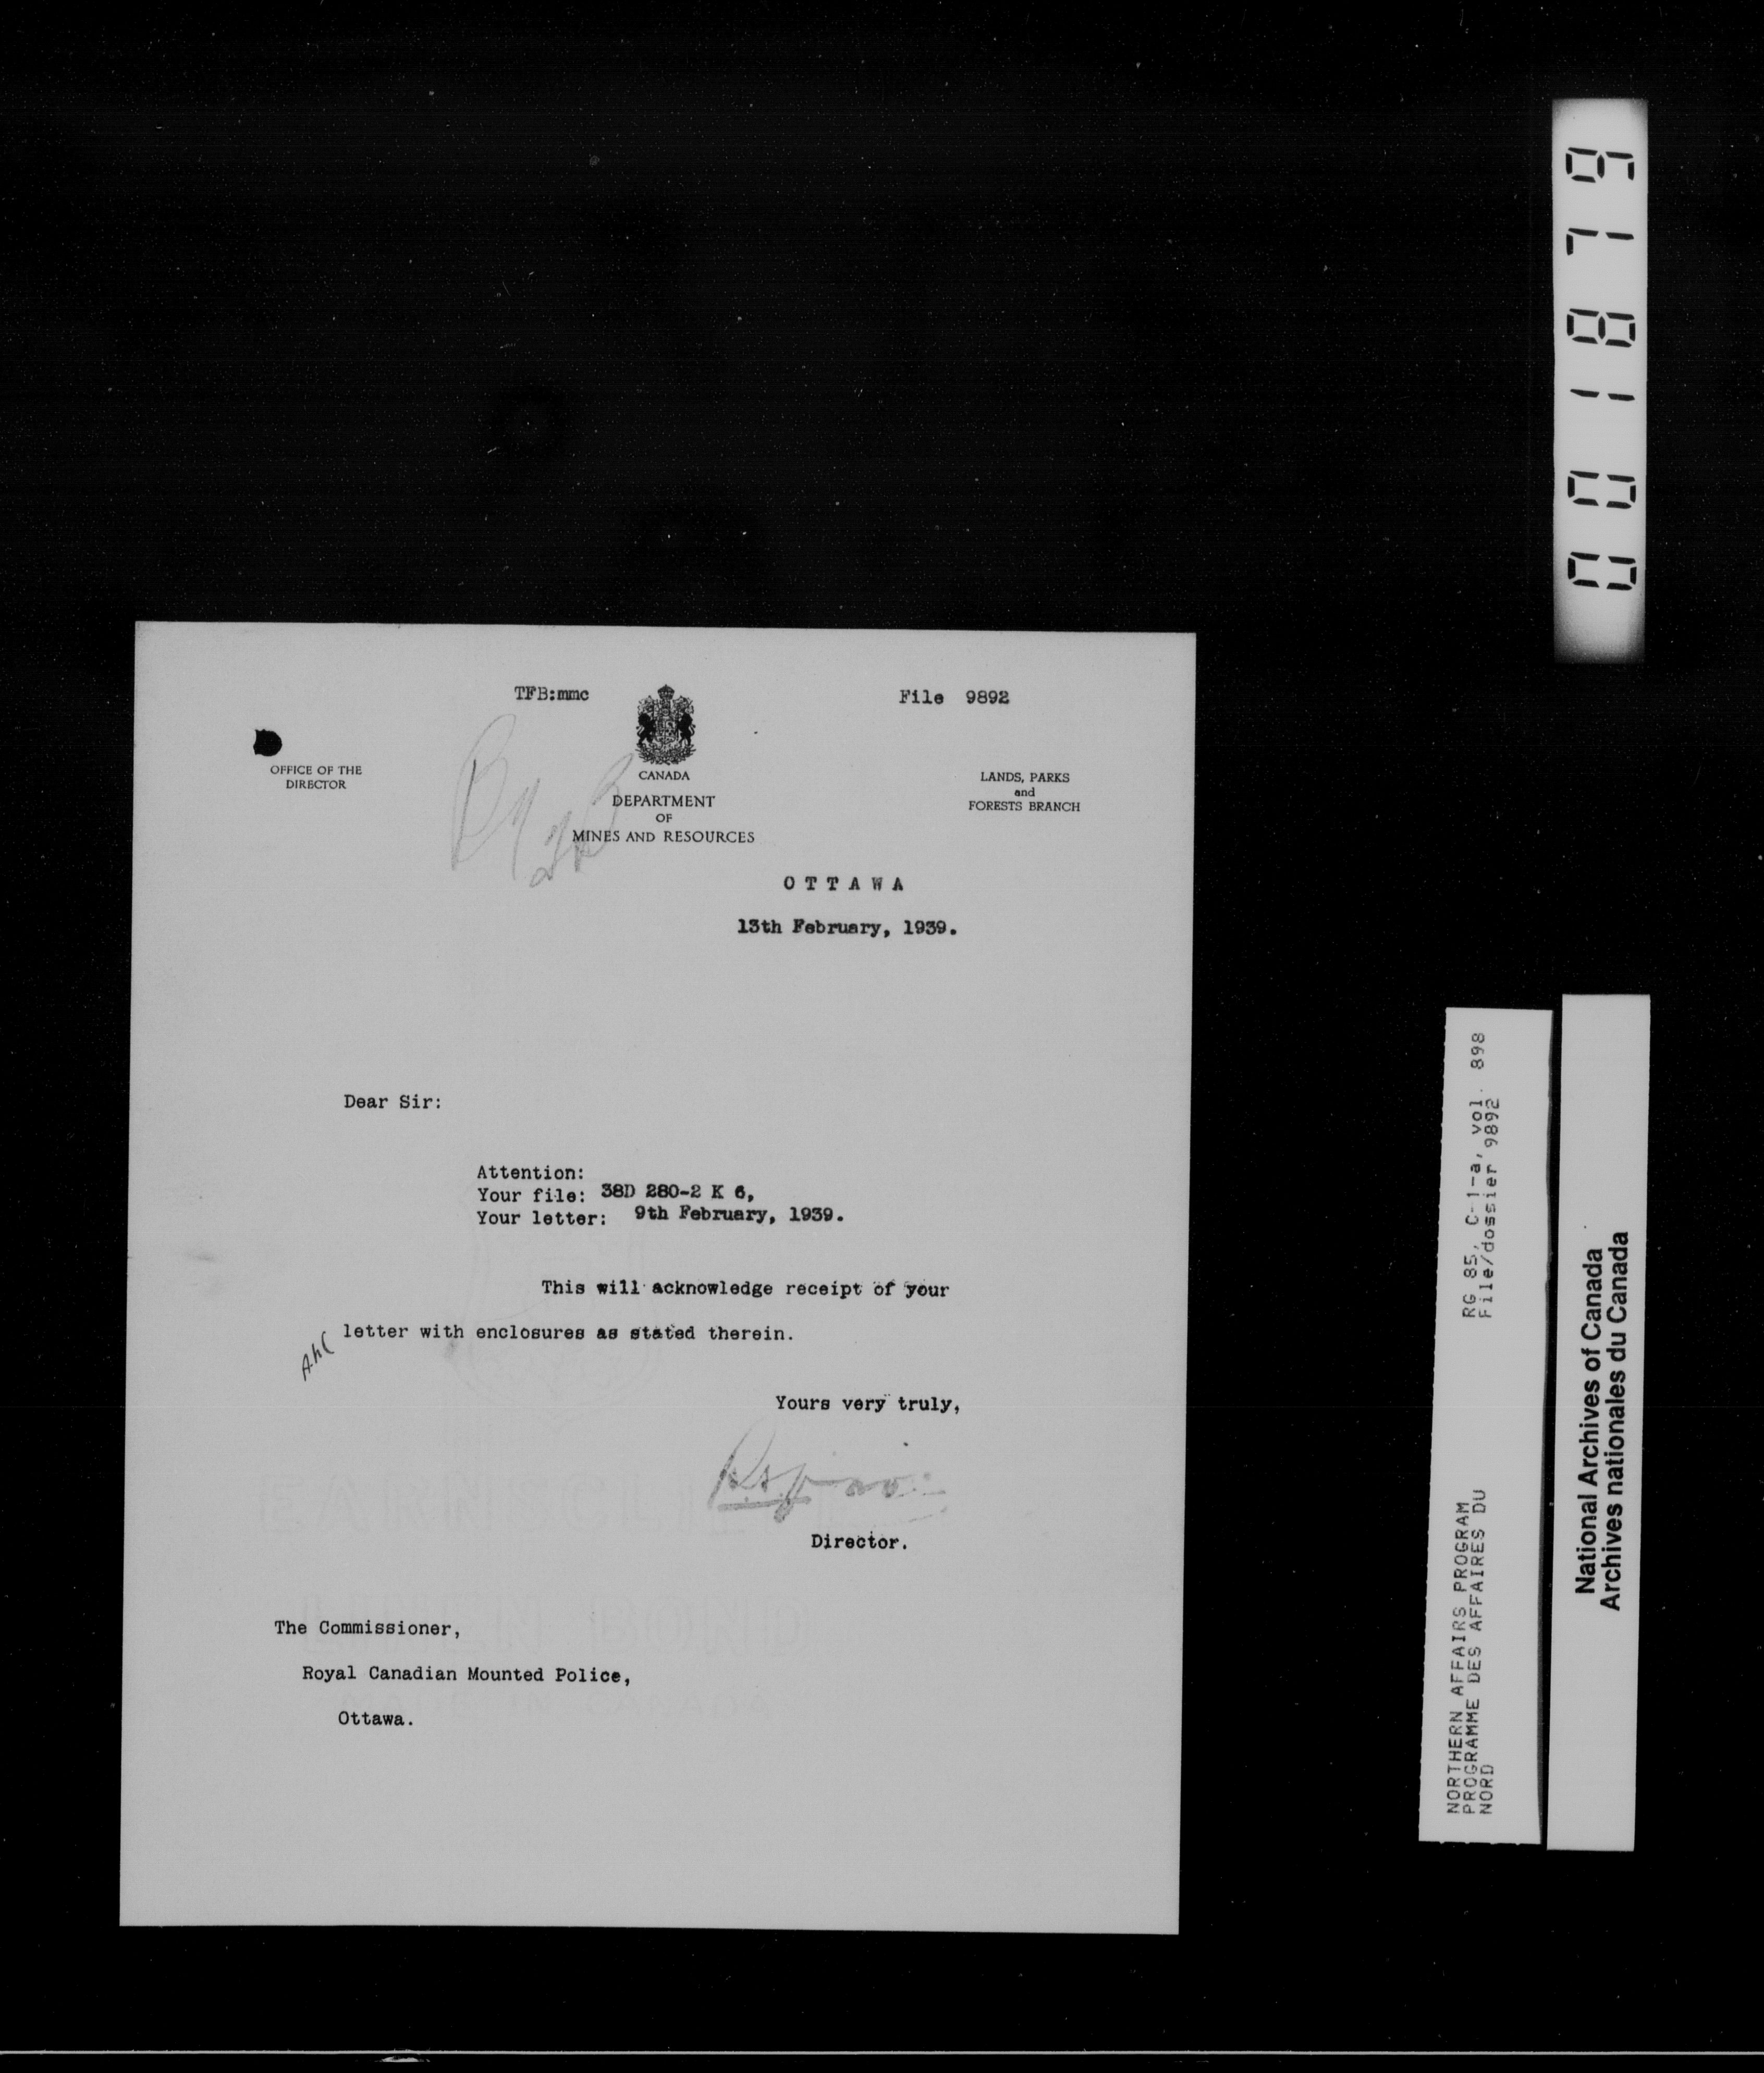 TFB:mmc
File 9892
OFFICE OF THE
DIRECTOR
CANADA
DEPARTMENT
OF
MINES AND RESOURCES
LANDS, PARKS
and
FORESTS BRANCH
OTTAWA
13th February, 1939.
Dear Sir:
Attention:
Your file: 38D 280-2 K 6,
Your letter: 9th February, 1939.
This will acknowledge receipt of your
letter with enclosures as stated therein.
Yours very truly,
Director.
The Commissioner,
Royal Canadian Mounted Police,
Ottawa.
001879
RG 85, C-1-a, vol. 898
File/dossier 9892
NORTHERN AFFAIRS PROGRAM
PROGRAMME DES AFFAIRES DU
NORD
National Archives of Canada
Archives nationales du Canada